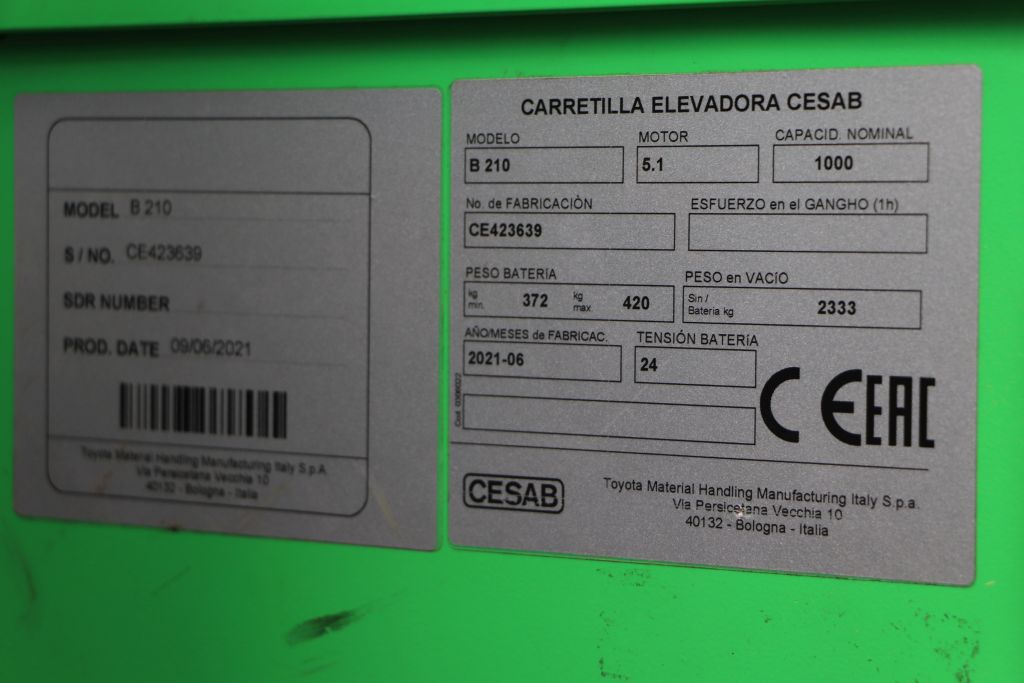 MODEL B 210
S / NO. CE423639
SDR NUMBER
PROD. DATE 09/06/2021
Toyota Material Handling Manufacturing Italy S.p.A
Via Persicetana Vecchia 10
40132 - Bologna - Italia
CARRETILLA ELEVADORA CESAB
MODELO MOTOR CAPACID. NOMINAL
B 210 5.1 1000
No. de FABRICACIÒN ESFUERZO en el GANGHO (1h)
CE423639
PESO BATERÍA PESO en VACÍO
kg min. 372 kg max 420 Sin / Batería kg 2333
AÑO/MESES de FABRICAC. TENSIÓN BATERÍA
2021-06 24
Cod. 0306022
CE EAC
CESAB
Toyota Material Handling Manufacturing Italy S.p.a.
Via Persicetana Vecchia 10
40132 - Bologna - Italia